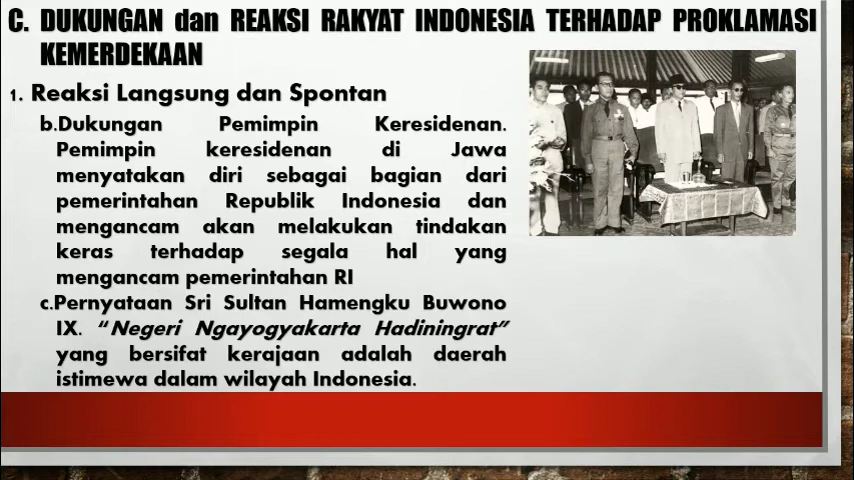 C. DUKUNGAN dan REAKSI RAKYAT INDONESIA TERHADAP PROKLAMASI
KEMERDEKAAN
1. Reaksi Langsung dan Spontan
b.Dukungan Pemimpin Keresidenan.
Pemimpin keresidenan di Jawa
menyatakan diri sebagai bagian dari
pemerintahan Republik Indonesia dan
mengancam akan melakukan tindakan
keras terhadap segala hal yang
mengancam pemerintahan RI
c.Pernyataan Sri Sultan Hamengku Buwono
IX. “Negeri Ngayogyakarta Hadiningrat”
yang bersifat kerajaan adalah daerah
istimewa dalam wilayah Indonesia.